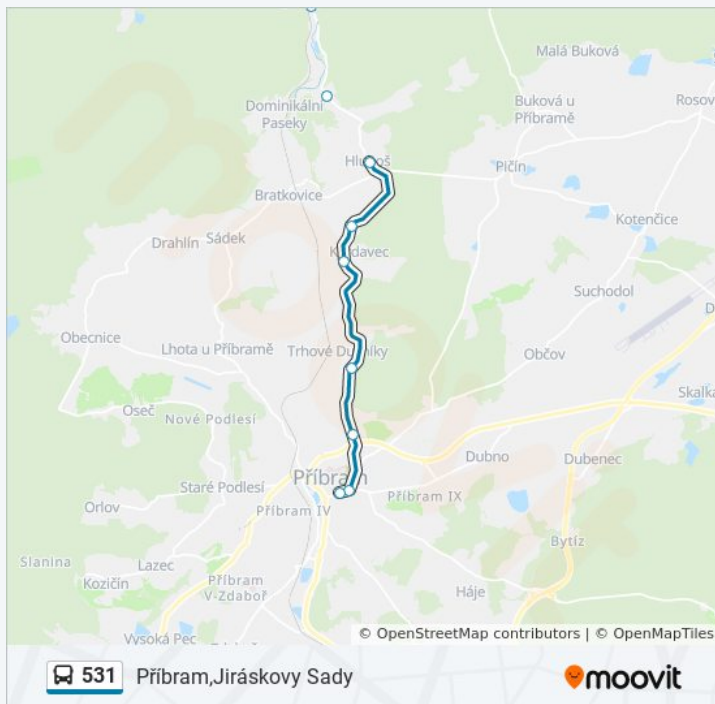 Malá Buková
Dominikální
Paseky
Buková u
Příbramě
Rosov
Hluboš
Pičín
Bratkovice
Kotenčice
Drahlín
Sádek
Suchodol
D
Obecnice
Lhota u Příbramě
Trhové Dušníky
Občov
Skalka
Oseč
Nové Podlesí
Dubno
Dubenec
Příbram
Staré Podlesí
Příbram IX
Orlov
Příbram IV
Bytíz
Slanina
Lazec
Kozičín
Příbram
V-Zdaboř
Háje
Vysoká Pec
© OpenStreetMap contributors | © OpenMapTiles
531 Příbram,Jiráskovy Sady
moovit